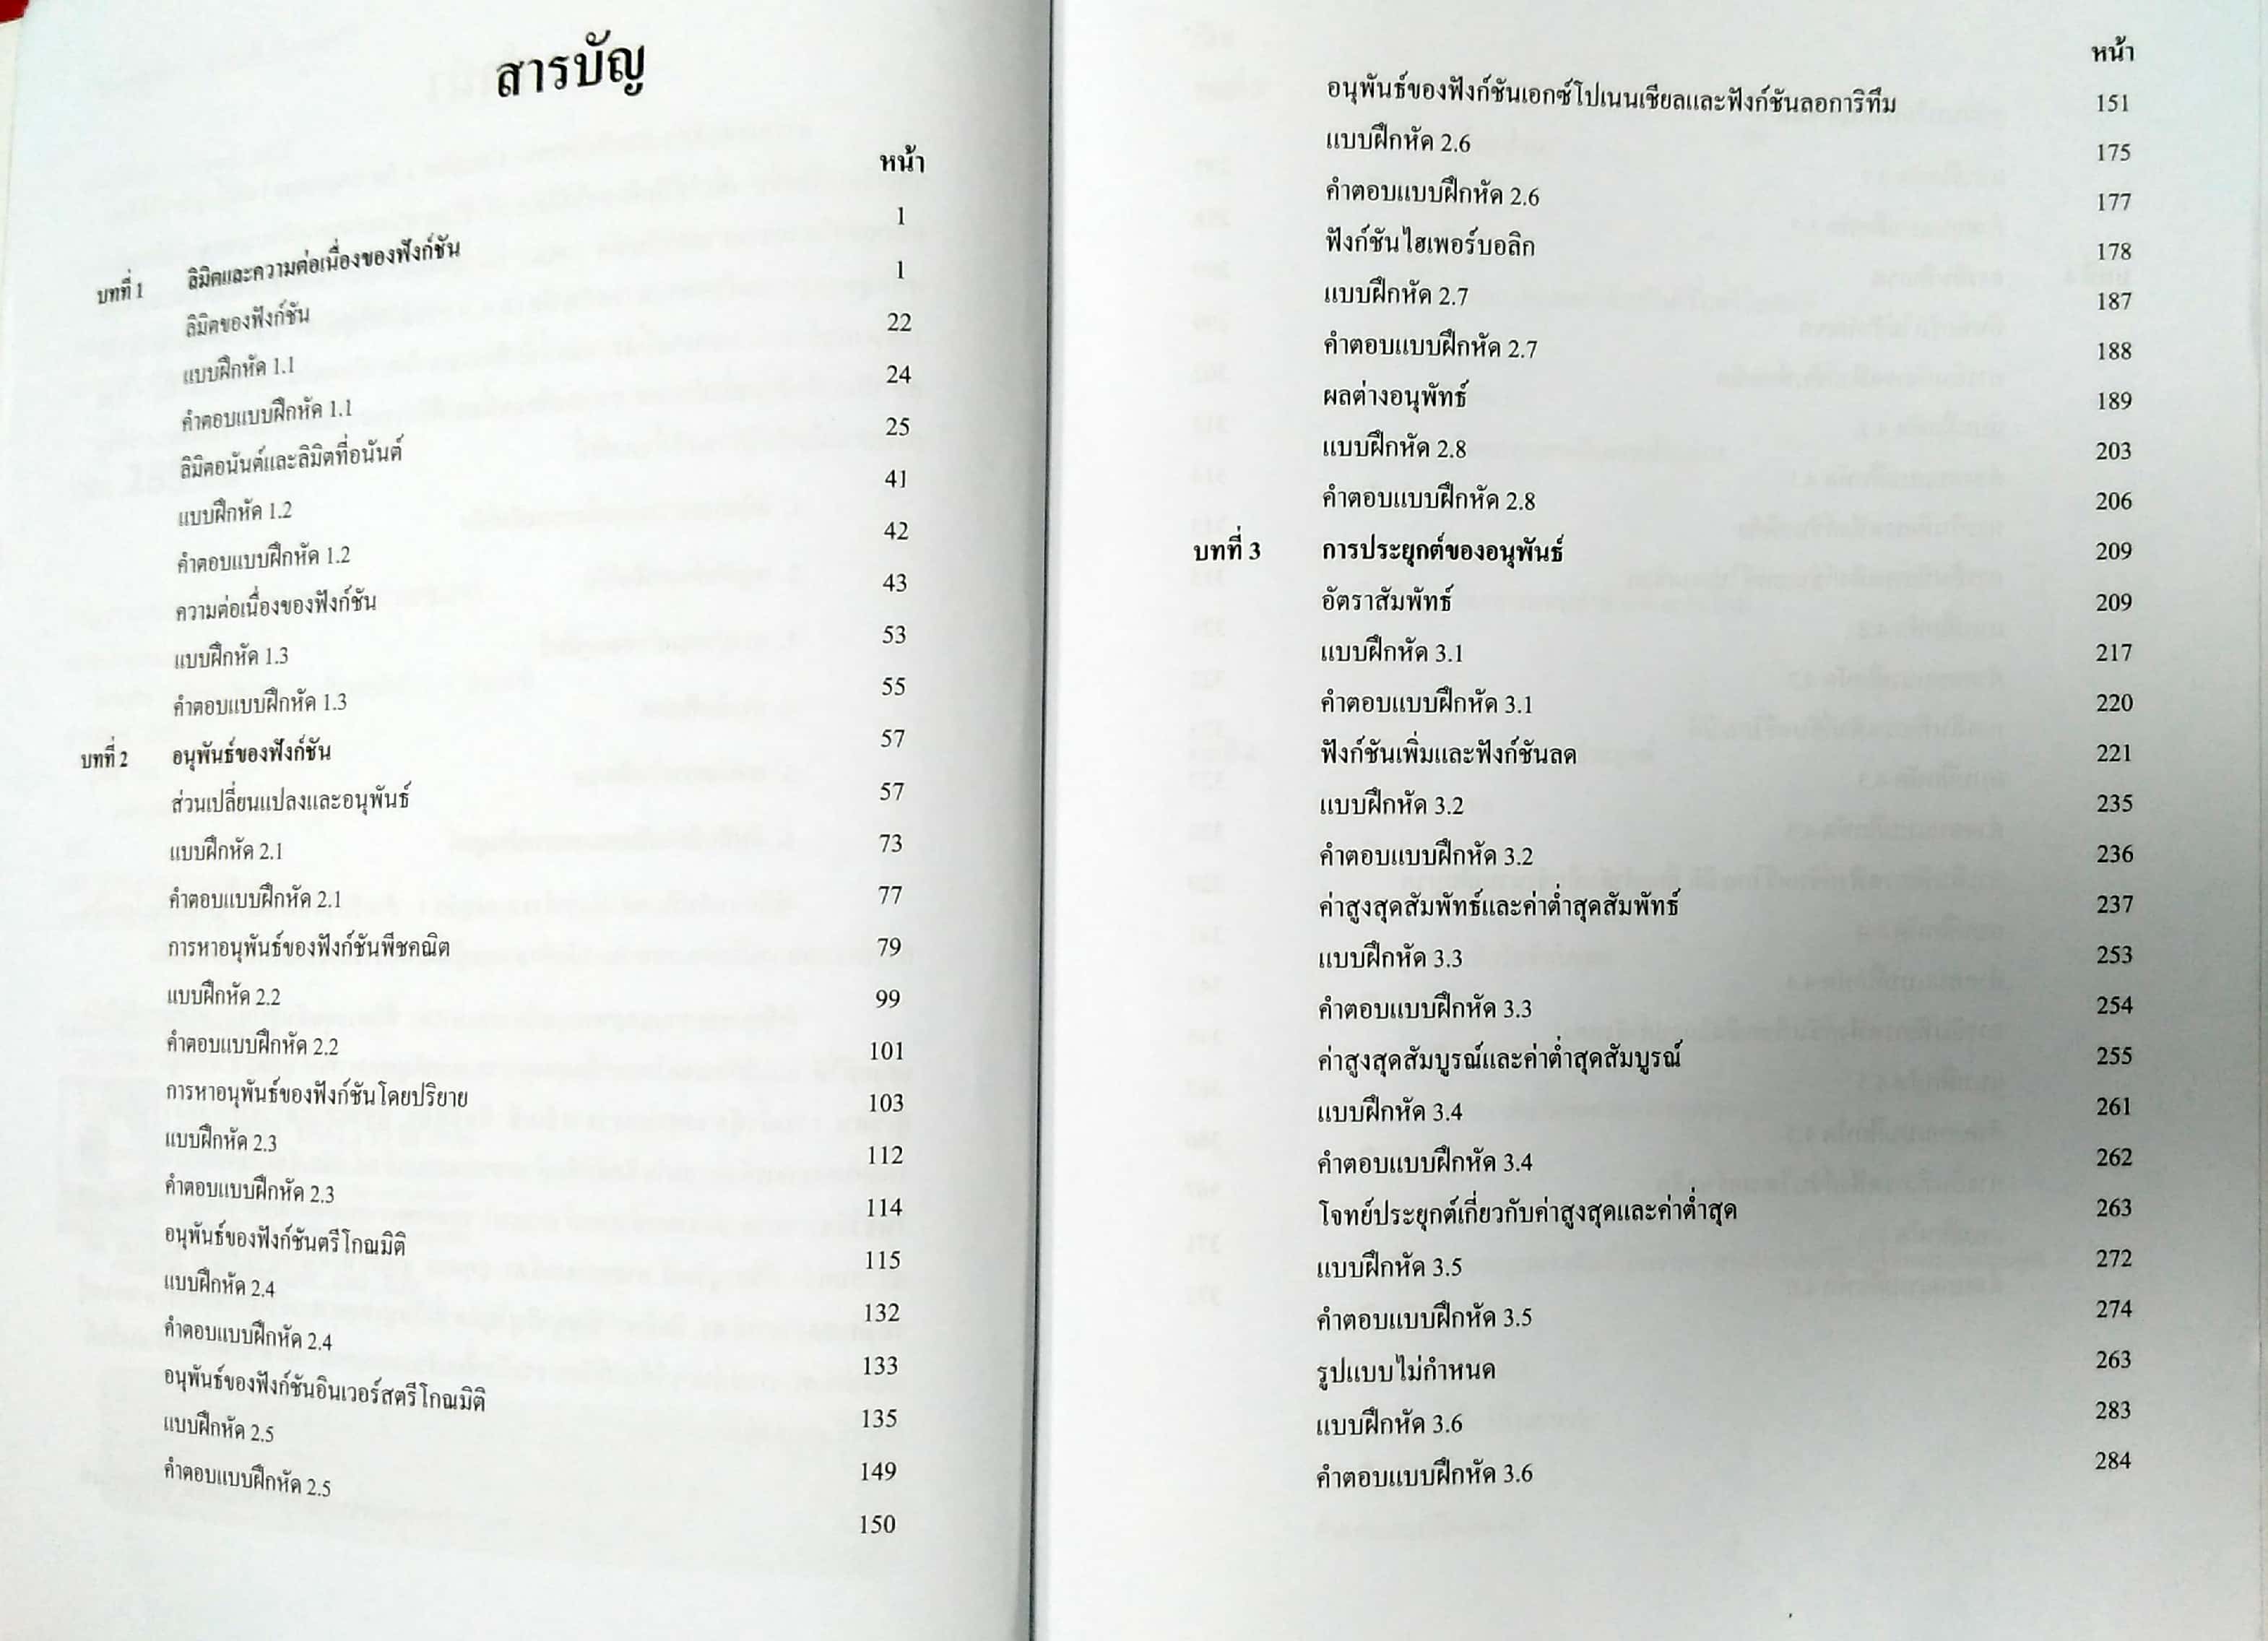 สารบัญ
หน้า
บทที่ 1 ลิมิตและความต่อเนื่องของฟังก์ชัน 1
ลิมิตของฟังก์ชัน 1
แบบฝึกหัด 1.1 22
คำตอบแบบฝึกหัด 1.1 24
ลิมิตอนันต์และลิมิตที่อนันต์ 25
แบบฝึกหัด 1.2 41
คำตอบแบบฝึกหัด 1.2 42
ความต่อเนื่องของฟังก์ชัน 43
แบบฝึกหัด 1.3 53
คำตอบแบบฝึกหัด 1.3 55
บทที่ 2 อนุพันธ์ของฟังก์ชัน 57
ส่วนเปลี่ยนแปลงและอนุพันธ์ 57
แบบฝึกหัด 2.1 73
คำตอบแบบฝึกหัด 2.1 77
การหาอนุพันธ์ของฟังก์ชันพีชคณิต 79
แบบฝึกหัด 2.2 99
คำตอบแบบฝึกหัด 2.2 101
การหาอนุพันธ์ของฟังก์ชันโดยปริยาย 103
แบบฝึกหัด 2.3 112
คำตอบแบบฝึกหัด 2.3 114
อนุพันธ์ของฟังก์ชันตรีโกณมิติ 115
แบบฝึกหัด 2.4 132
คำตอบแบบฝึกหัด 2.4 133
อนุพันธ์ของฟังก์ชันอินเวอร์สตรีโกณมิติ 135
แบบฝึกหัด 2.5 149
คำตอบแบบฝึกหัด 2.5 150
หน้า
อนุพันธ์ของฟังก์ชันเอกซ์โปเนนเชียลและฟังก์ชันลอการิทึม 151
แบบฝึกหัด 2.6 175
คำตอบแบบฝึกหัด 2.6 177
ฟังก์ชันไฮเพอร์บอลิก 178
แบบฝึกหัด 2.7 187
คำตอบแบบฝึกหัด 2.7 188
ผลต่างอนุพัทธ์ 189
แบบฝึกหัด 2.8 203
คำตอบแบบฝึกหัด 2.8 206
บทที่ 3 การประยุกต์ของอนุพันธ์ 209
อัตราสัมพัทธ์ 209
แบบฝึกหัด 3.1 217
คำตอบแบบฝึกหัด 3.1 220
ฟังก์ชันเพิ่มและฟังก์ชันลด 221
แบบฝึกหัด 3.2 235
คำตอบแบบฝึกหัด 3.2 236
ค่าสูงสุดสัมพัทธ์และค่าต่ำสุดสัมพัทธ์ 237
แบบฝึกหัด 3.3 253
คำตอบแบบฝึกหัด 3.3 254
ค่าสูงสุดสัมบูรณ์และค่าต่ำสุดสัมบูรณ์ 255
แบบฝึกหัด 3.4 261
คำตอบแบบฝึกหัด 3.4 262
โจทย์ประยุกต์เกี่ยวกับค่าสูงสุดและค่าต่ำสุด 263
แบบฝึกหัด 3.5 272
คำตอบแบบฝึกหัด 3.5 274
รูปแบบไม่กำหนด 263
แบบฝึกหัด 3.6 283
คำตอบแบบฝึกหัด 3.6 284